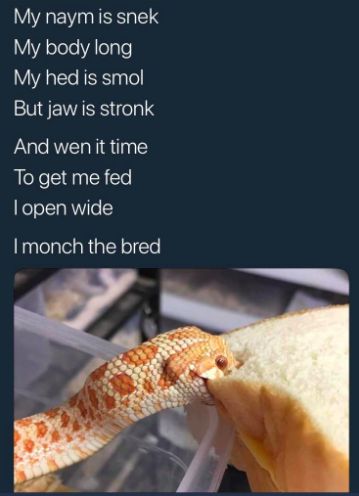 My naym is snek
My body long
My hed is smol
But jaw is stronk
And wen it time
To get me fed
I open wide
I monch the bred